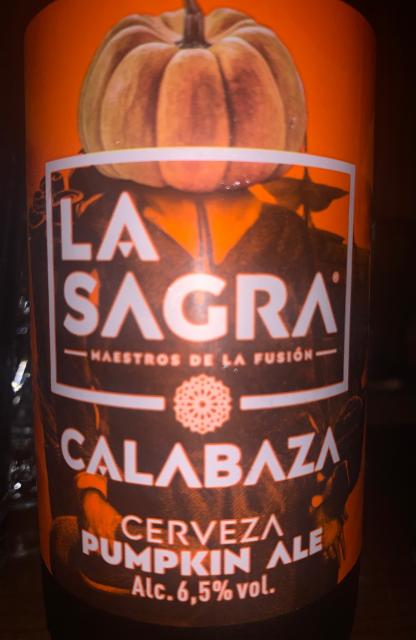 LA
SAGRA
MAESTROS DE LA FUSIÓN
CALABAZA
CERVEZA
PUMPKIN ALE
Alc. 6,5% vol.